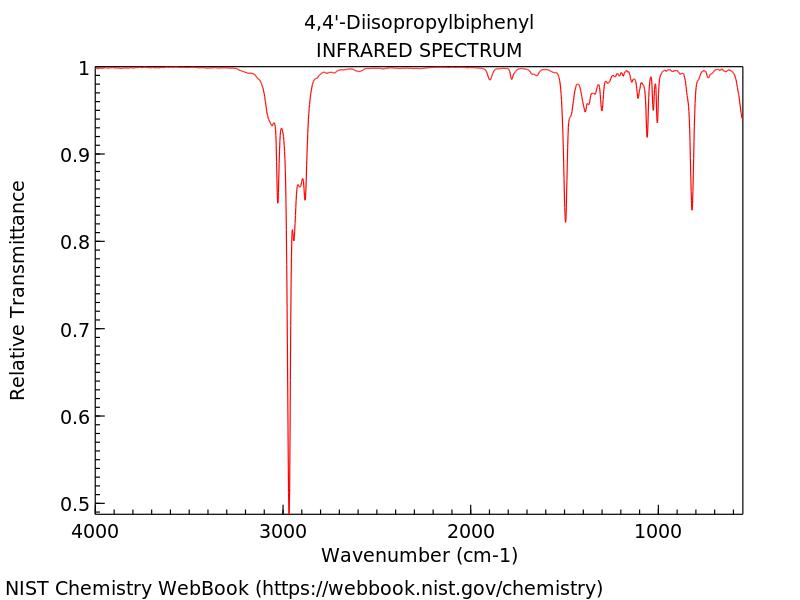 4,4'-Diisopropylbiphenyl
INFRARED SPECTRUM
1
0.9
0.8
0.7
0.6
0.5
Relative Transmittance
4000 3000 2000 1000
Wavenumber (cm-1)
NIST Chemistry WebBook (https://webbook.nist.gov/chemistry)